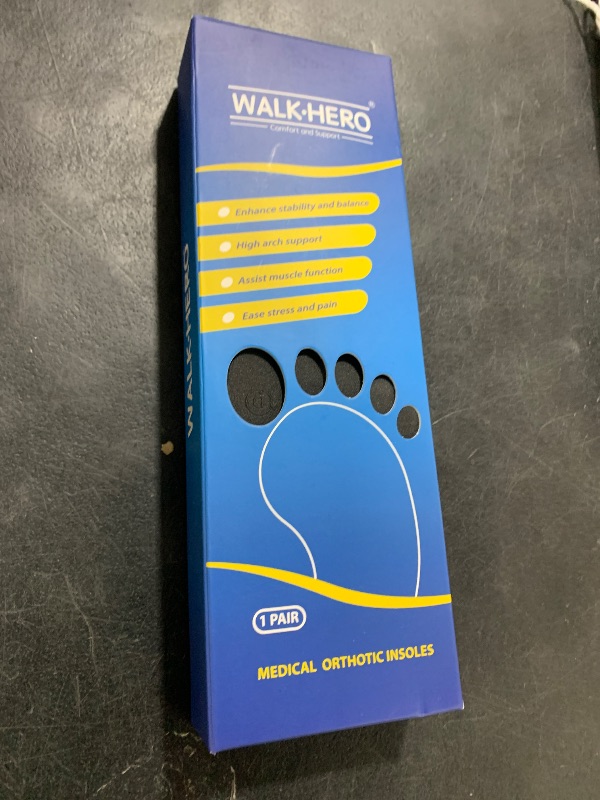 WALK·HERO®
Comfort and Support
Enhance stability and balance
High arch support
Assist muscle function
Ease stress and pain
WALK·HERO
1 PAIR
MEDICAL ORTHOTIC INSOLES